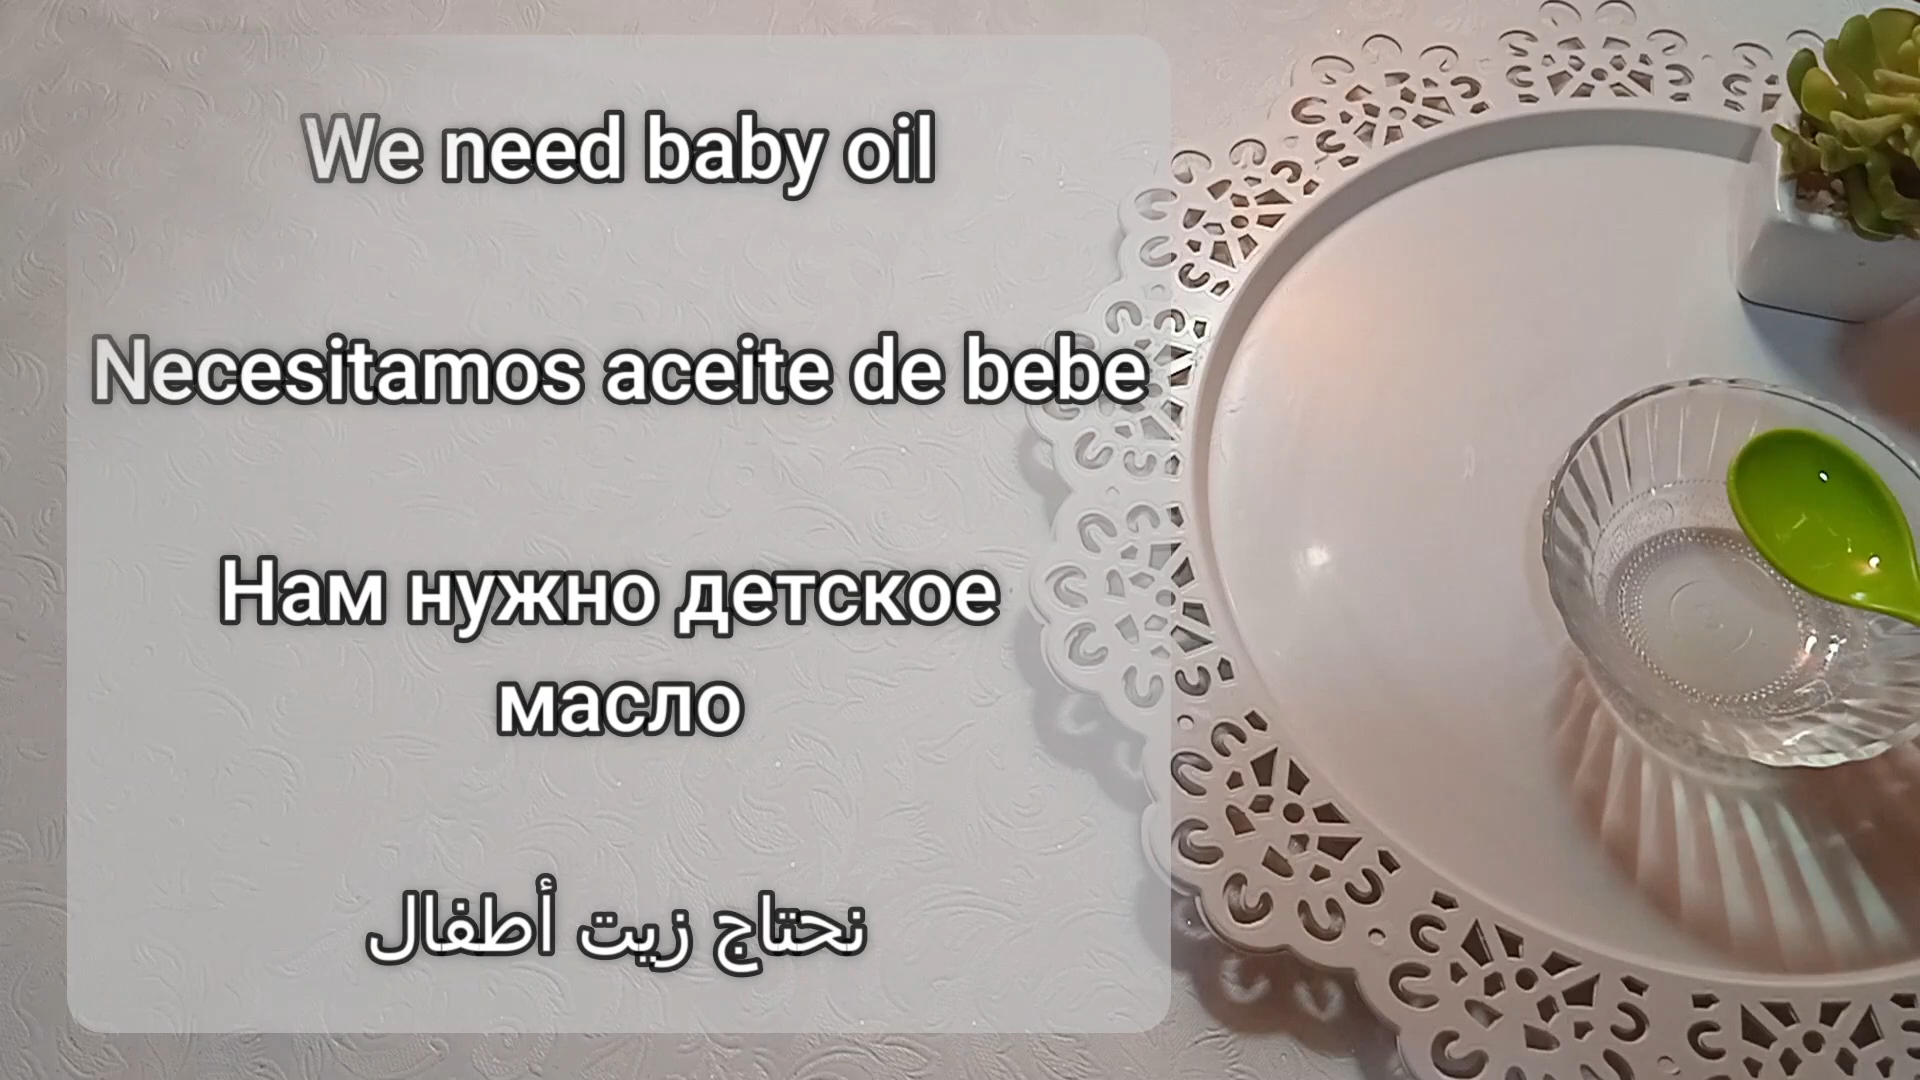 We need baby oil
Necesitamos aceite de bebe
Нам нужно детское
масло
نحتاج زيت أطفال